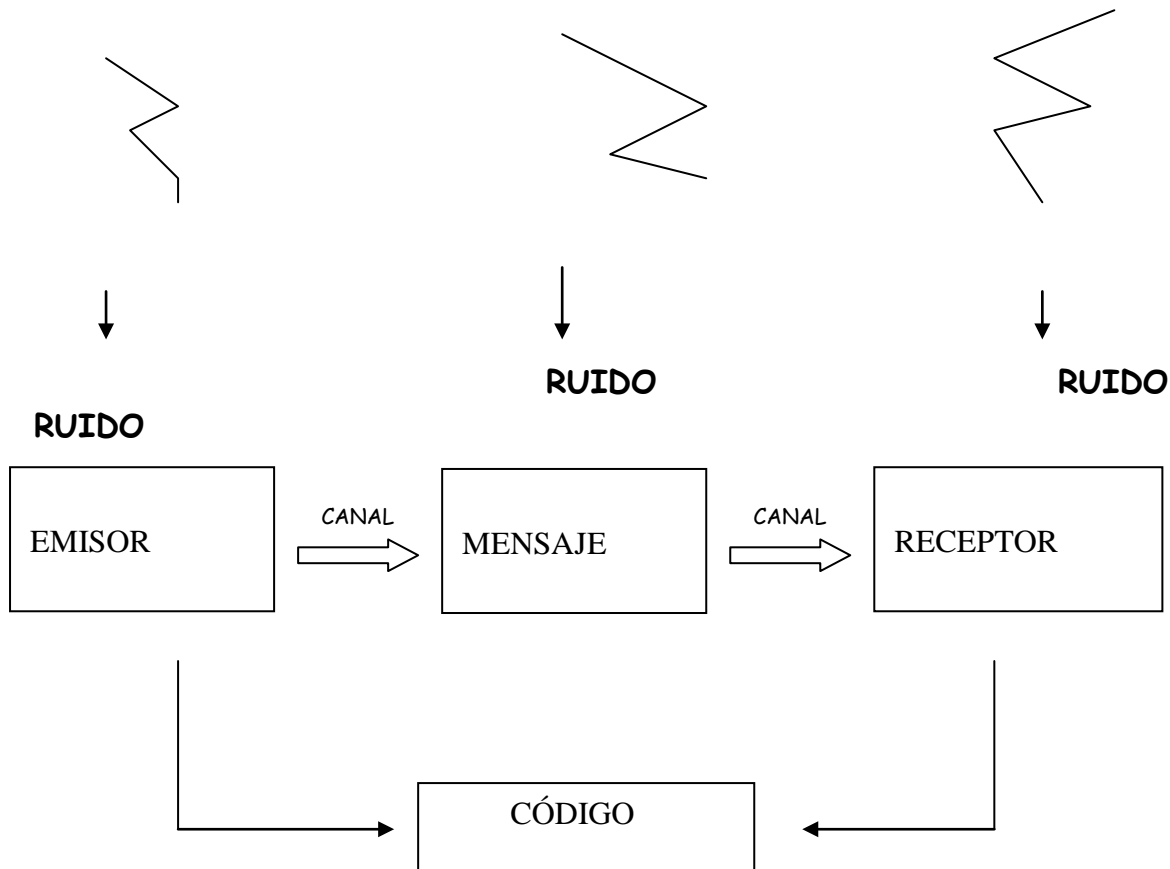 RUIDO
RUIDO
RUIDO
CANAL
CANAL
EMISOR
MENSAJE
RECEPTOR
CÓDIGO